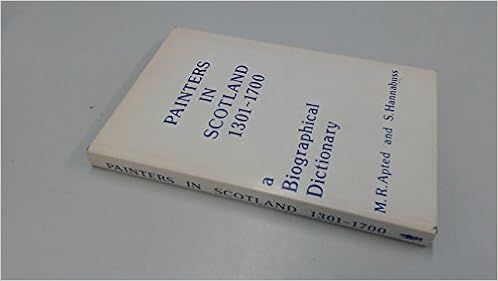 PAINTERS
IN
SCOTLAND
1301-1700
a
Biographical
Dictionary
M.R.Apted and S.Hannabuss
PAINTERS IN SCOTLAND 1301-1700